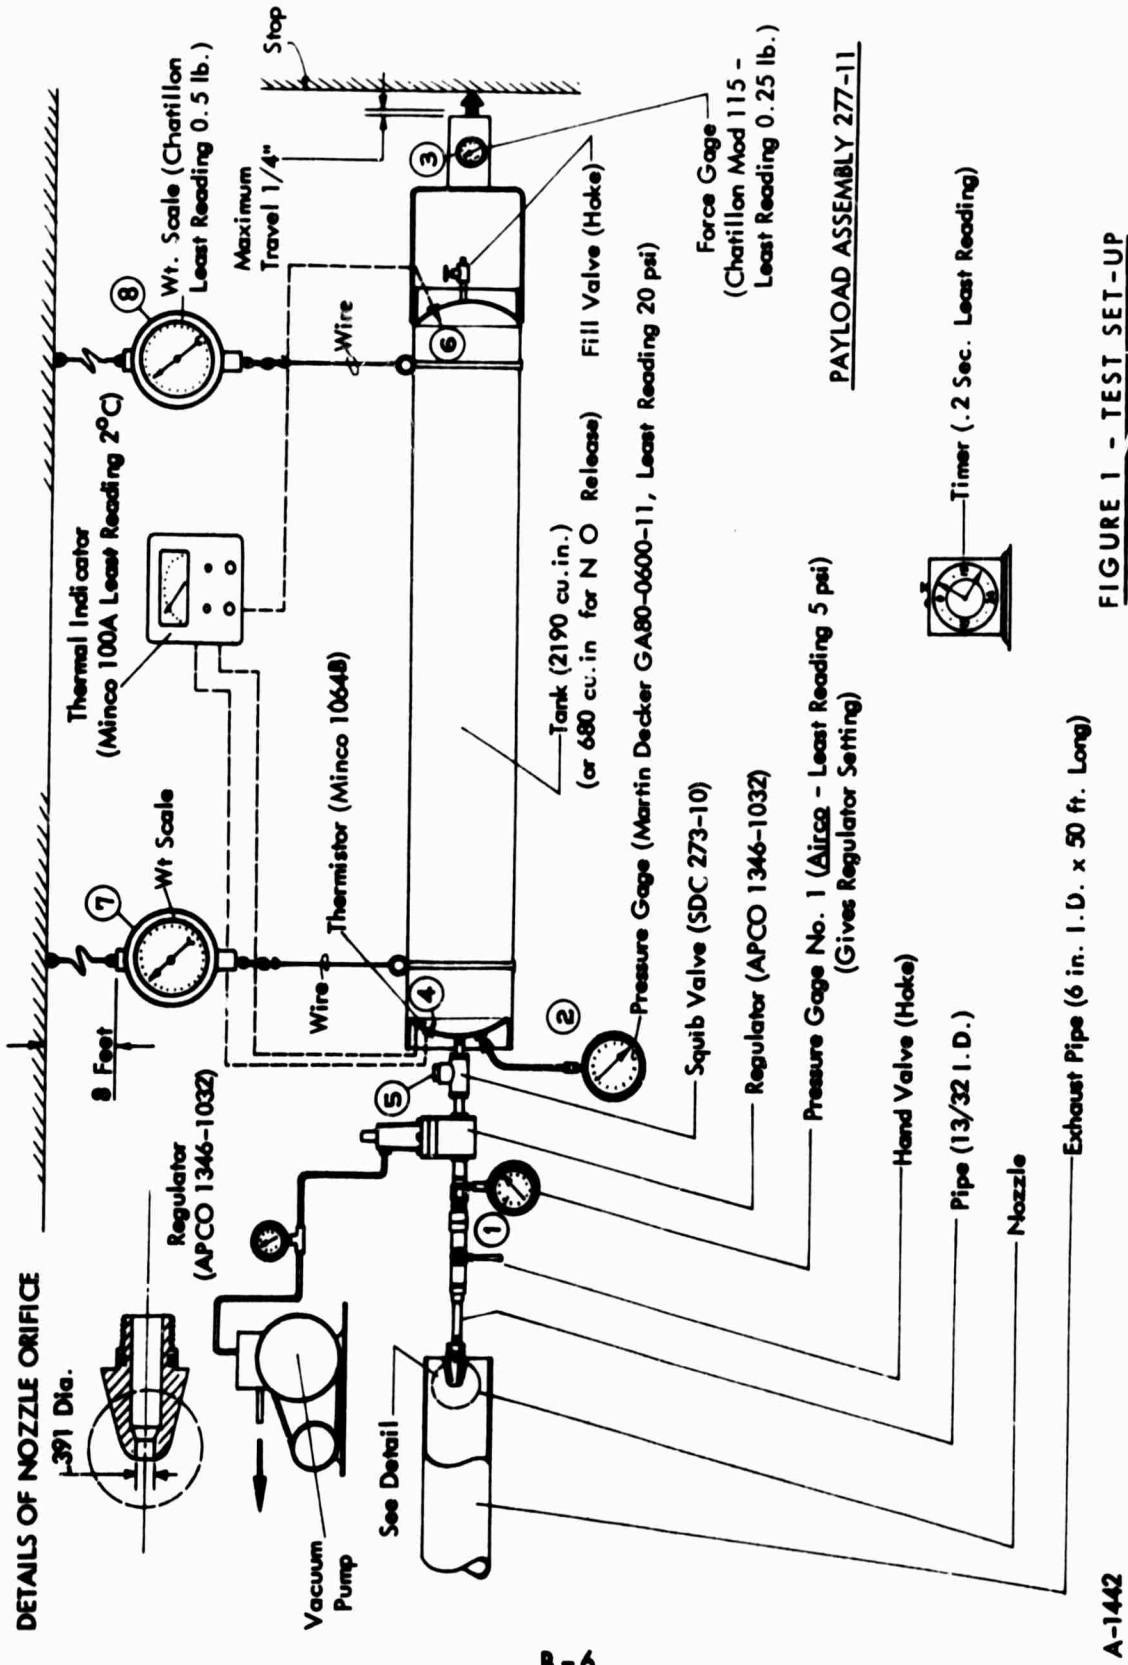 DETAILS OF NOZZLE ORIFICE
.391 Dia.
Regulator
(APCO 1346-1032)
8 Feet
7
Wt Scale
Wire
Thermal Indicator
(Minco 100A Least Reading 2°C)
8
Wt. Scale (Chatillon
Least Reading 0.5 lb.)
Wire
Maximum
Travel 1/4"
Stop
Vacuum
Pump
See Detail
Thermistor (Minco 1064B)
5
4
6
3
1
2
Tank (2190 cu.in.)
(or 680 cu.in for N O Release)
Fill Valve (Hoke)
Force Gage
(Chatillon Mod 115 -
Least Reading 0.25 lb.)
Pressure Gage (Martin Decker GA80-0600-11, Least Reading 20 psi)
Squib Valve (SDC 273-10)
Regulator (APCO 1346-1032)
Pressure Gage No. 1 (Airco - Least Reading 5 psi)
(Gives Regulator Setting)
Hand Valve (Hoke)
Pipe (13/32 I.D.)
Nozzle
Exhaust Pipe (6 in. I.D. x 50 ft. Long)
PAYLOAD ASSEMBLY 277-11
Timer (.2 Sec. Least Reading)
FIGURE 1 - TEST SET-UP
A-1442
B-6